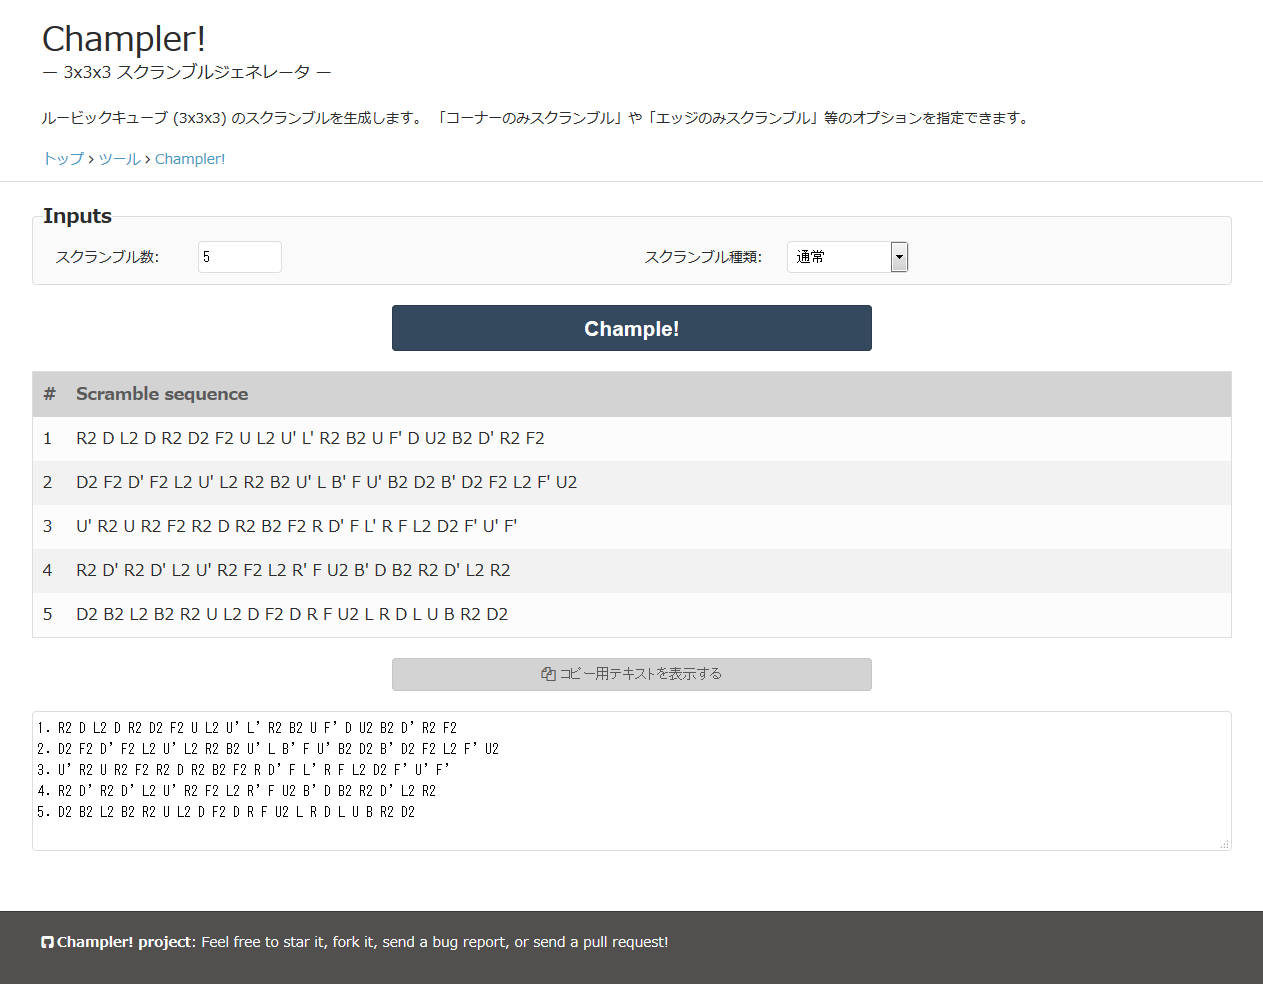 Champler!
— 3x3x3 スクランブルジェネレータ —
ルービックキューブ (3x3x3) のスクランブルを生成します。 「コーナーのみスクランブル」や「エッジのみスクランブル」等のオプションを指定できます。
トップ › ツール › Champler!
Inputs
スクランブル数: 5 スクランブル種類: 通常
Chample!
# Scramble sequence
1 R2 D L2 D R2 D2 F2 U L2 U' L' R2 B2 U F' D U2 B2 D' R2 F2
2 D2 F2 D' F2 L2 U' L2 R2 B2 U' L B' F U' B2 D2 B' D2 F2 L2 F' U2
3 U' R2 U R2 F2 R2 D R2 B2 F2 R D' F L' R F L2 D2 F' U' F'
4 R2 D' R2 D' L2 U' R2 F2 L2 R' F U2 B' D B2 R2 D' L2 R2
5 D2 B2 L2 B2 R2 U L2 D F2 D R F U2 L R D L U B R2 D2
コピー用テキストを表示する
1. R2 D L2 D R2 D2 F2 U L2 U' L' R2 B2 U F' D U2 B2 D' R2 F2
2. D2 F2 D' F2 L2 U' L2 R2 B2 U' L B' F U' B2 D2 B' D2 F2 L2 F' U2
3. U' R2 U R2 F2 R2 D R2 B2 F2 R D' F L' R F L2 D2 F' U' F'
4. R2 D' R2 D' L2 U' R2 F2 L2 R' F U2 B' D B2 R2 D' L2 R2
5. D2 B2 L2 B2 R2 U L2 D F2 D R F U2 L R D L U B R2 D2
Champler! project: Feel free to star it, fork it, send a bug report, or send a pull request!